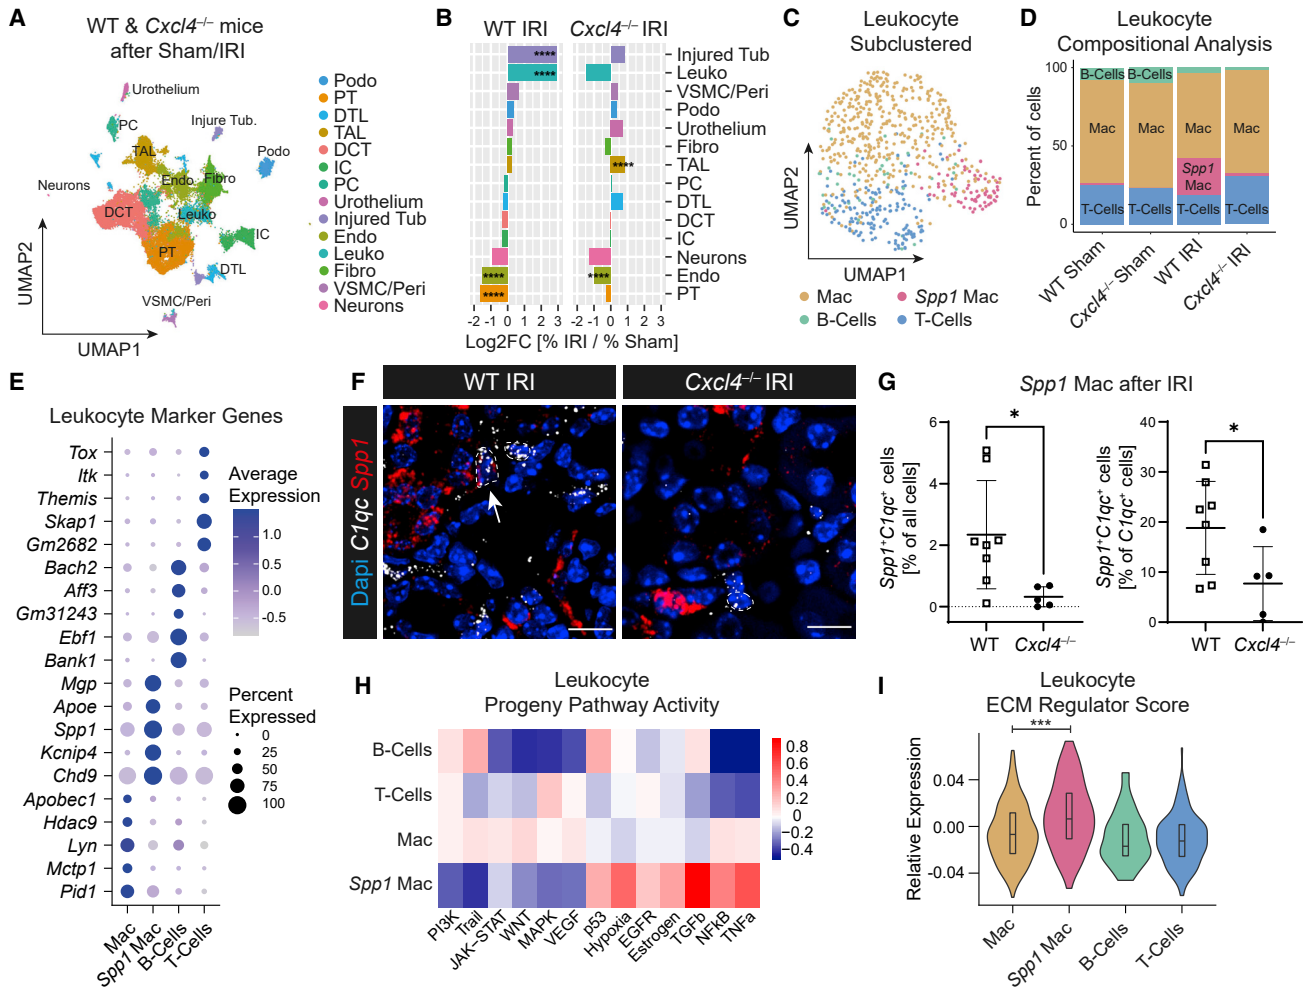 A
WT & Cxcl4–/– mice
after Sham/IRI
Urothelium
PC
Injure Tub.
TAL
Podo
Endo
Fibro
Neurons
DCT
Leuko
IC
PT
DTL
VSMC/Peri
UMAP2
UMAP1
Podo
PT
DTL
TAL
DCT
IC
PC
Urothelium
Injured Tub
Endo
Leuko
Fibro
VSMC/Peri
Neurons
B
WT IRI
Cxcl4–/– IRI
**** Injured Tub
**** Leuko
VSMC/Peri
Podo
Urothelium
Fibro
**** TAL
PC
DTL
DCT
IC
Neurons
**** **** Endo
**** PT
-2 -1 0 1 2 3 -2 -1 0 1 2 3
Log2FC [% IRI / % Sham]
C
Leukocyte
Subclustered
UMAP2
UMAP1
Mac
Spp1 Mac
B-Cells
T-Cells
D
Leukocyte
Compositional Analysis
Percent of cells
100
50
0
B-Cells B-Cells
Mac Mac Mac Mac
Spp1
Mac
T-Cells T-Cells T-Cells T-Cells
WT Sham
Cxcl4–/– Sham
WT IRI
Cxcl4–/– IRI
E
Leukocyte Marker Genes
Tox
Itk
Themis
Skap1
Gm2682
Bach2
Aff3
Gm31243
Ebf1
Bank1
Mgp
Apoe
Spp1
Kcnip4
Chd9
Apobec1
Hdac9
Lyn
Mctp1
Pid1
Mac
Spp1 Mac
B-Cells
T-Cells
Average
Expression
1.0
0.5
0.0
−0.5
Percent
Expressed
0
25
50
75
100
F
WT IRI
Cxcl4–/– IRI
Dapi C1qc Spp1
G
Spp1 Mac after IRI
Spp1+C1qc+ cells
[% of all cells]
6
4
2
0
*
WT
Cxcl4–/–
Spp1+C1qc+ cells
[% of C1qc+ cells]
40
30
20
10
0
*
WT
Cxcl4–/–
H
Leukocyte
Progeny Pathway Activity
B-Cells
T-Cells
Mac
Spp1 Mac
PI3K
Trail
JAK−STAT
WNT
MAPK
VEGF
p53
Hypoxia
EGFR
Estrogen
TGFb
NFkB
TNFa
0.8
0.6
0.4
0.2
0
−0.2
−0.4
I
Leukocyte
ECM Regulator Score
Relative Expression
0.04
0.00
-0.04
***
Mac
Spp1 Mac
B-Cells
T-Cells